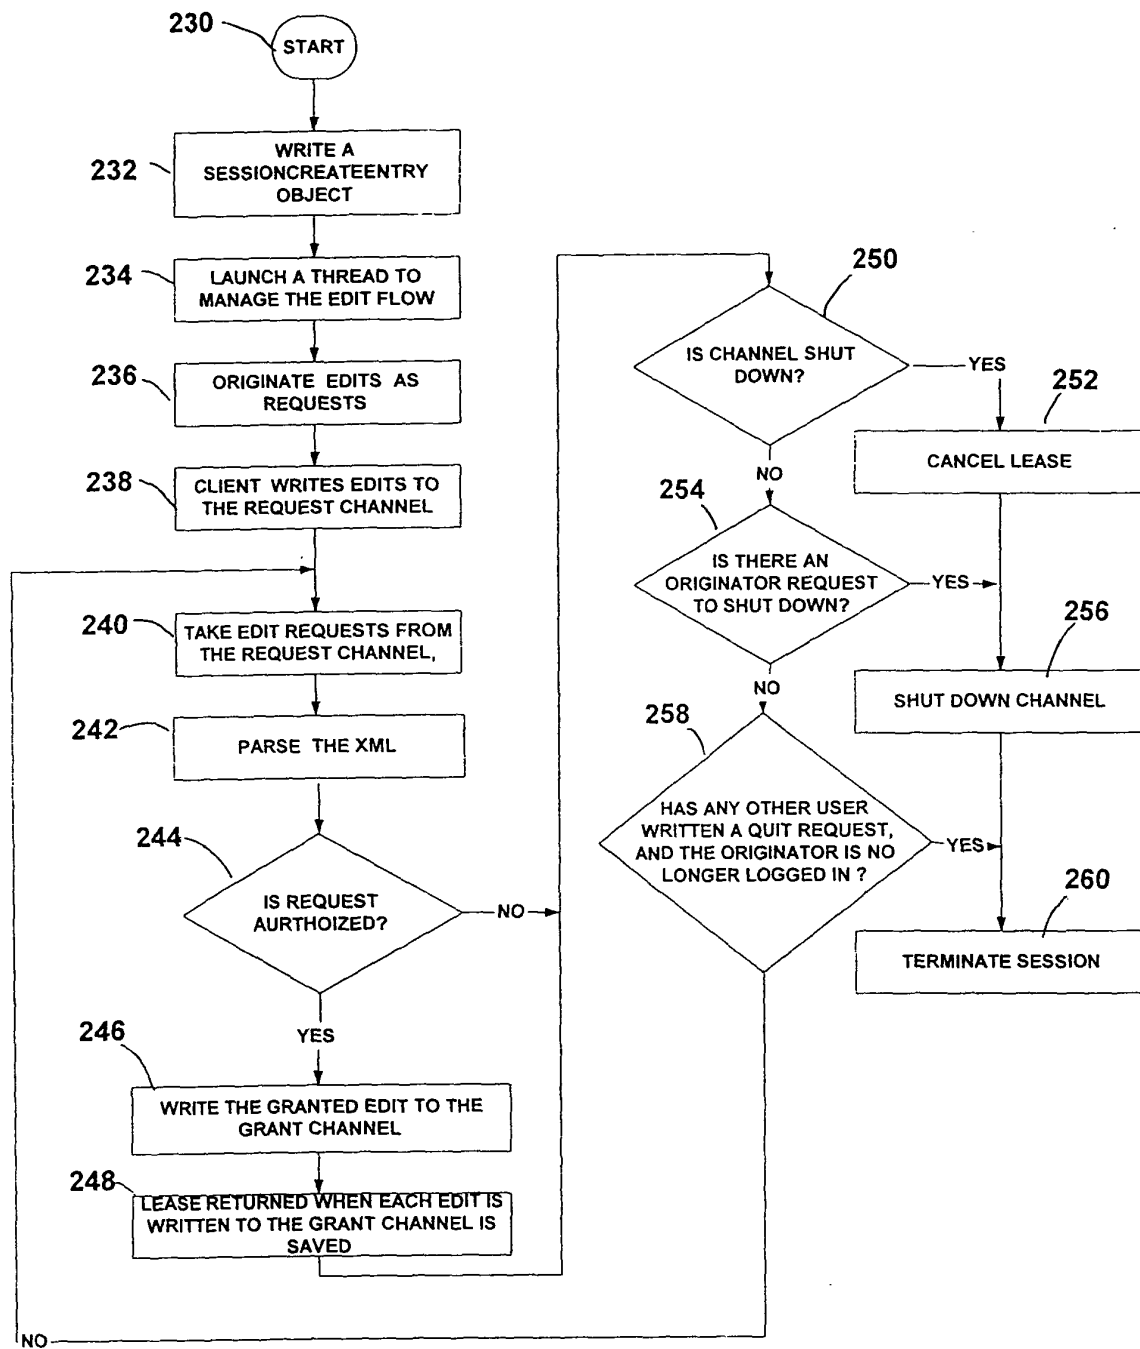 230
START
232
WRITE A
SESSIONCREATEENTRY
OBJECT
234
LAUNCH A THREAD TO
MANAGE THE EDIT FLOW
236
ORIGINATE EDITS AS
REQUESTS
238
CLIENT WRITES EDITS TO
THE REQUEST CHANNEL
240
TAKE EDIT REQUESTS FROM
THE REQUEST CHANNEL,
242
PARSE THE XML
244
IS REQUEST
AURTHOIZED?
NO
YES
246
WRITE THE GRANTED EDIT TO THE
GRANT CHANNEL
248
LEASE RETURNED WHEN EACH EDIT IS
WRITTEN TO THE GRANT CHANNEL IS
SAVED
250
IS CHANNEL SHUT
DOWN?
YES
252
CANCEL LEASE
NO
254
IS THERE AN
ORIGINATOR REQUEST
TO SHUT DOWN?
YES
256
SHUT DOWN CHANNEL
NO
258
HAS ANY OTHER USER
WRITTEN A QUIT REQUEST,
AND THE ORIGINATOR IS NO
LONGER LOGGED IN ?
YES
260
TERMINATE SESSION
NO